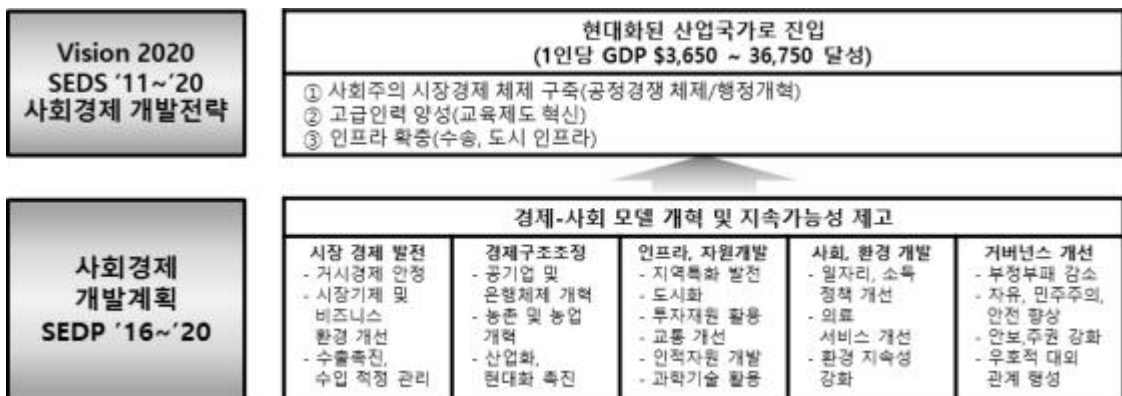 Vision 2020
SEDS '11~'20
사회경제 개발전략
현대화된 산업국가로 진입
(1인당 GDP $3,650 ~ 36,750 달성)
① 사회주의 시장경제 체제 구축(공정경쟁 체제/행정개혁)
② 고급인력 양성(교육제도 혁신)
③ 인프라 확충(수송, 도시 인프라)
사회경제
개발계획
SEDP '16~'20
경제-사회 모델 개혁 및 지속가능성 제고
시장 경제 발전
- 거시경제 안정
- 시장기제 및
비즈니스
환경 개선
- 수출촉진,
수입 적정 관리
경제구조조정
- 공기업 및
은행체제 개혁
- 농촌 및 농업
개혁
- 산업화,
현대화 촉진
인프라, 자원개발
- 지역특화 발전
- 도시화
- 투자재원 활용
- 교통 개선
- 인적자원 개발
- 과학기술 활용
사회, 환경 개발
- 일자리, 소득
정책 개선
- 의료
서비스 개선
- 환경 지속성
강화
거버넌스 개선
- 부정부패 감소
- 자유, 민주주의,
안전 향상
- 안보,주권 강화
- 우호적 대외
관계 형성